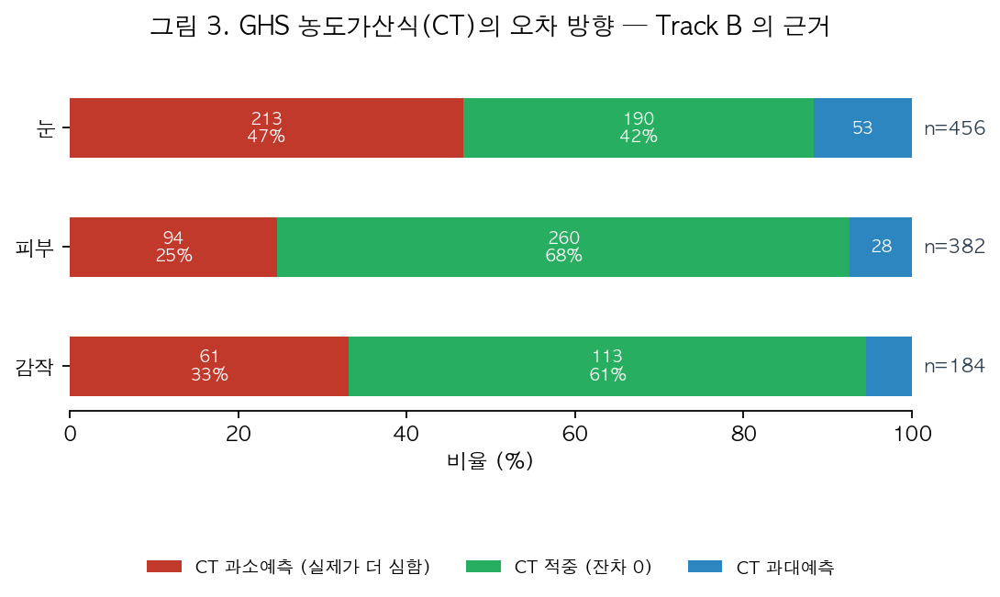 그림 3. GHS 농도가산식(CT)의 오차 방향 — Track B 의 근거
눈
213
47%
190
42%
53
n=456
피부
94
25%
260
68%
28
n=382
감작
61
33%
113
61%
n=184
0 20 40 60 80 100
비율 (%)
CT 과소예측 (실제가 더 심함) CT 적중 (잔차 0) CT 과대예측